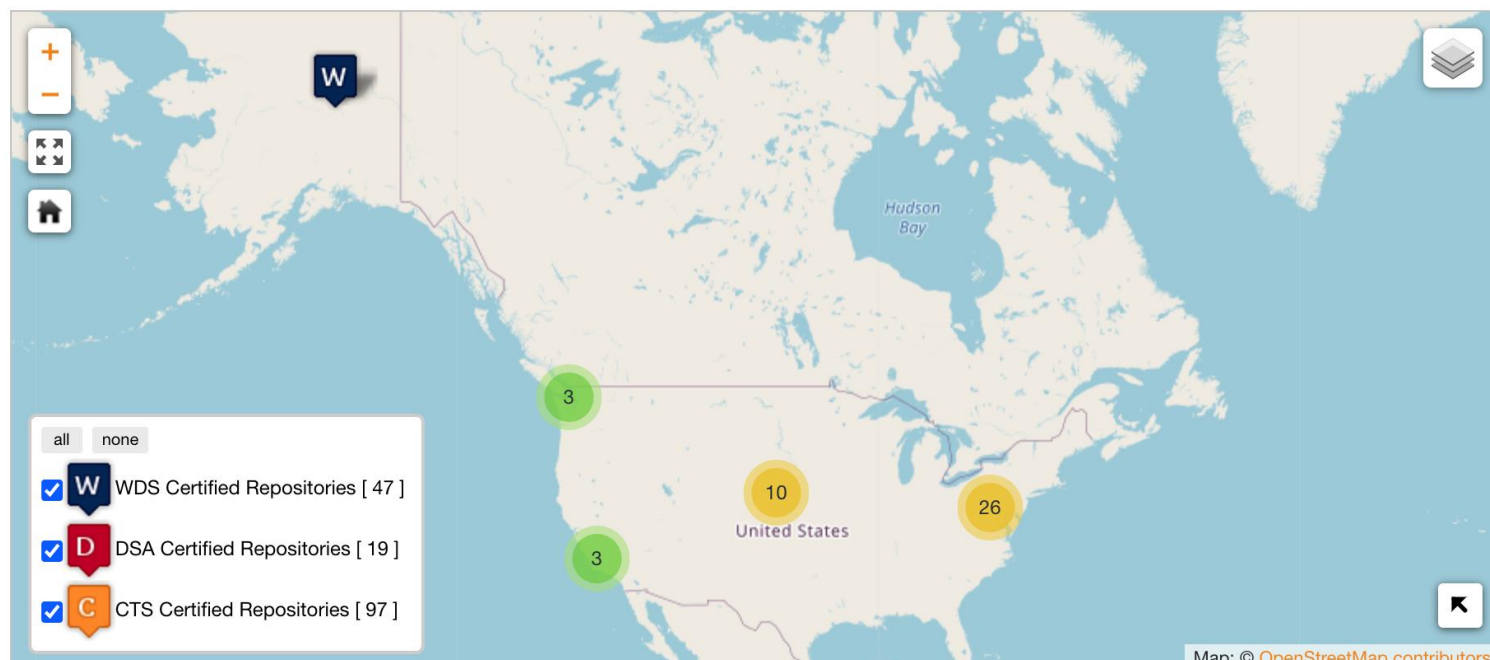 +
−
W
Hudson
Bay
3
10
26
United States
3
all none
W WDS Certified Repositories [ 47 ]
D DSA Certified Repositories [ 19 ]
C CTS Certified Repositories [ 97 ]
Map: © OpenStreetMap contributors